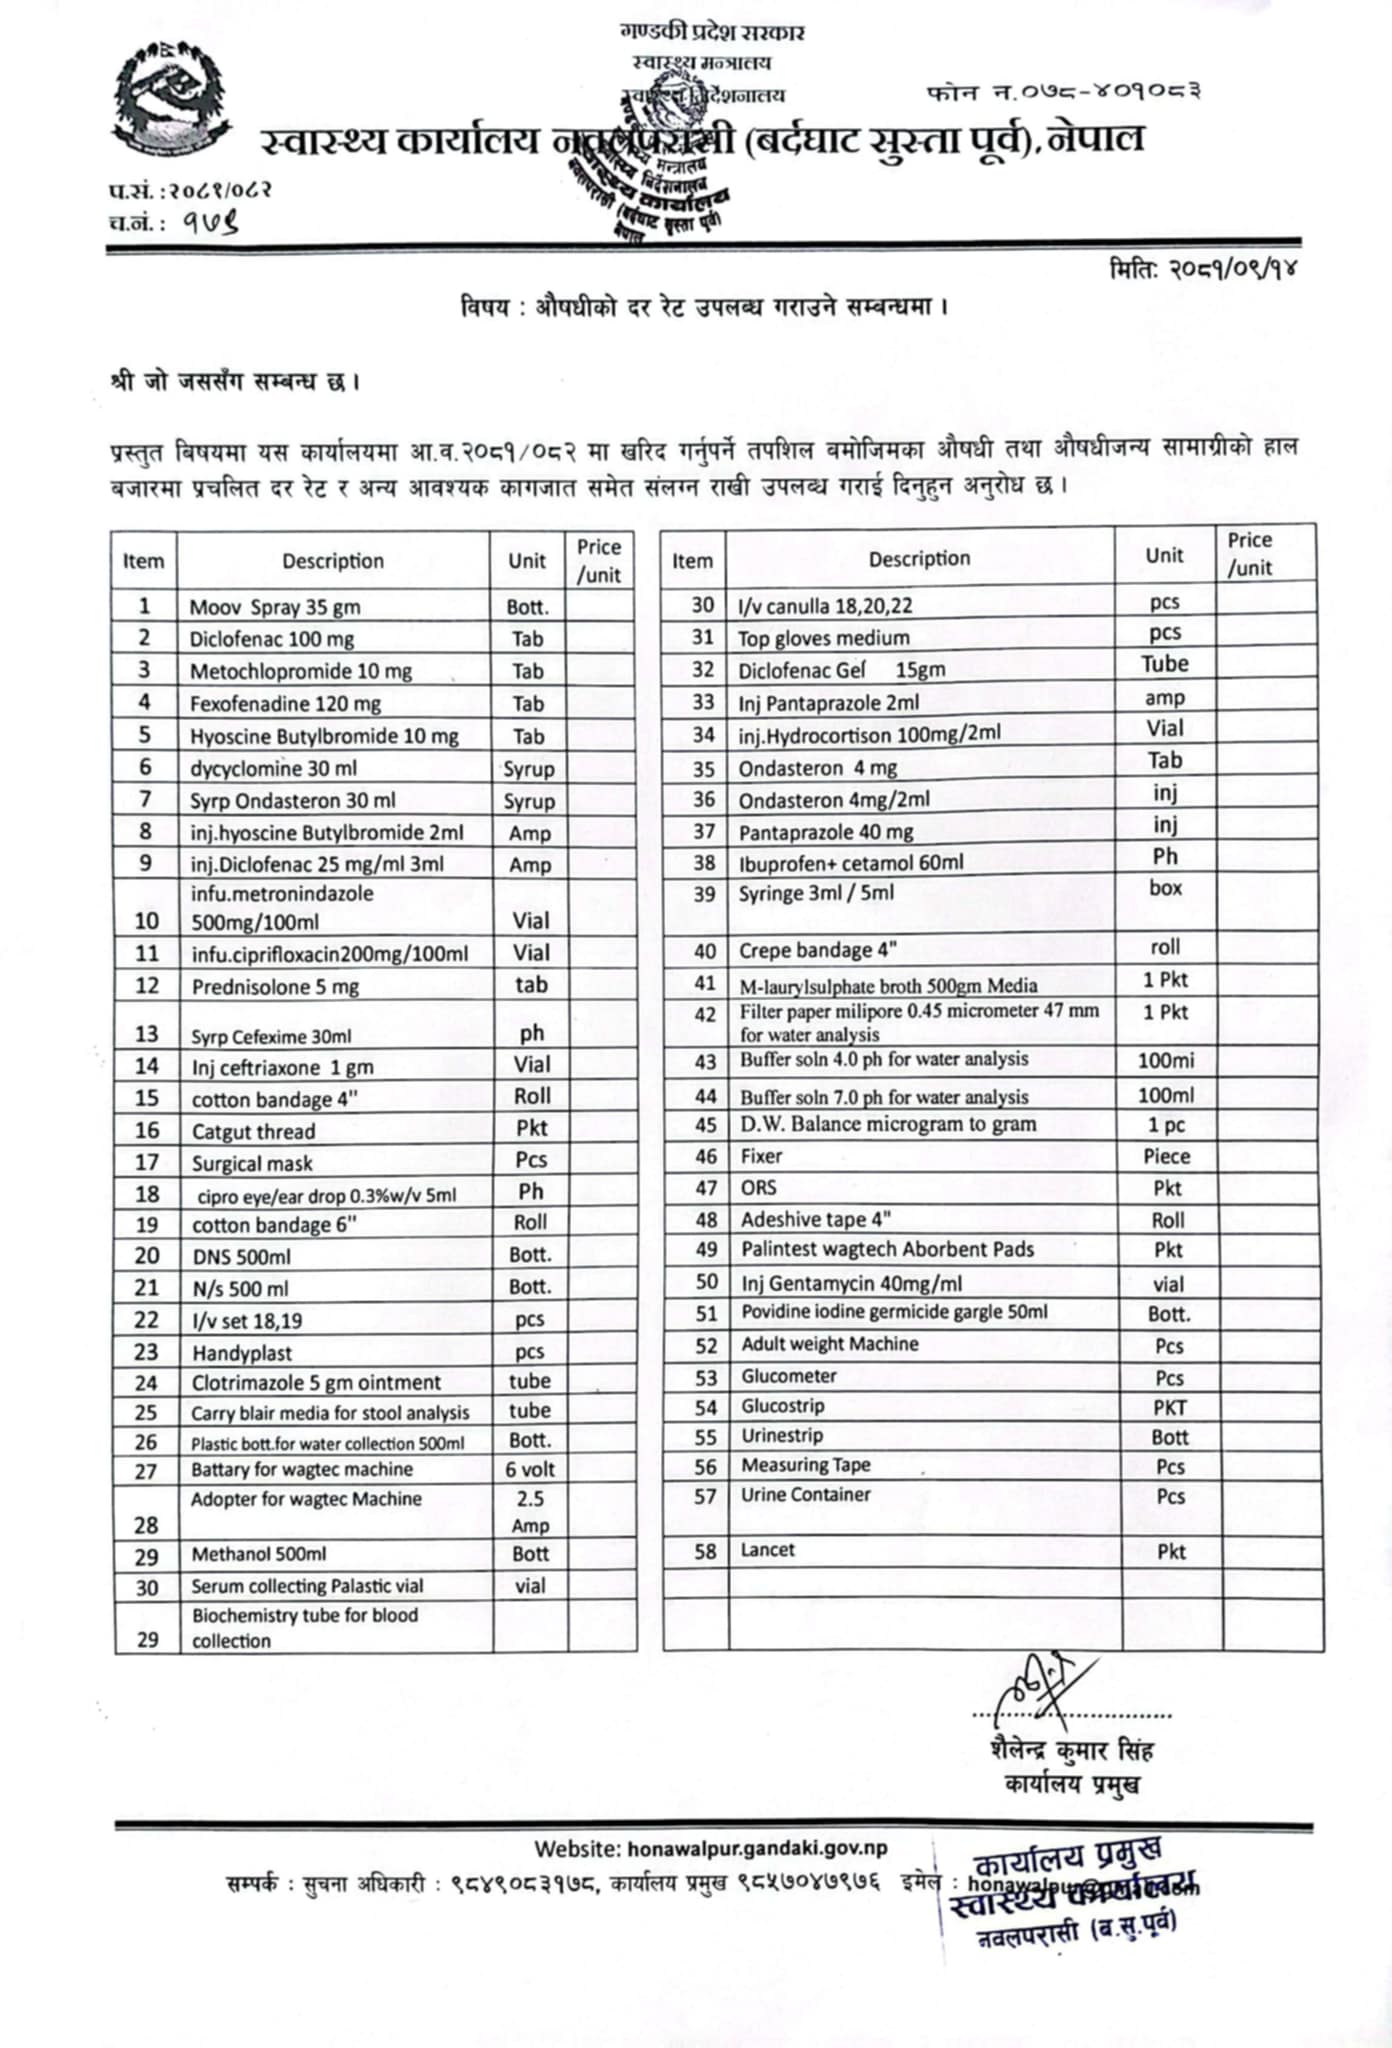 गण्डकी प्रदेश सरकार
स्वास्थ्य मन्त्रालय
स्वास्थ्य निर्देशनालय
फोन न.०७८-४०१०८३
स्वास्थ्य कार्यालय नवलपरासी (बर्दघाट सुस्ता पूर्व), नेपाल
स्वास्थ्य मन्त्रालय
स्वास्थ्य निर्देशनालय
स्वास्थ्य कार्यालय
नवलपरासी (बर्दघाट सुस्ता पूर्व)
नेपाल
प.सं.:२०८१/०८२
च.नं.: १७९
मिति: २०८१/०९/१४
विषय : औषधीको दर रेट उपलब्ध गराउने सम्बन्धमा ।
श्री जो जससँग सम्बन्ध छ ।
प्रस्तुत बिषयमा यस कार्यालयमा आ.व.२०८१/०८२ मा खरिद गर्नुपर्ने तपशिल बमोजिमका औषधी तथा औषधीजन्य सामाग्रीको हाल
बजारमा प्रचलित दर रेट र अन्य आवश्यक कागजात समेत संलग्न राखी उपलब्ध गराई दिनुहुन अनुरोध छ ।
Item Description Unit Price /unit
1 Moov Spray 35 gm Bott.
2 Diclofenac 100 mg Tab
3 Metochlopromide 10 mg Tab
4 Fexofenadine 120 mg Tab
5 Hyoscine Butylbromide 10 mg Tab
6 dycyclomine 30 ml Syrup
7 Syrp Ondasteron 30 ml Syrup
8 inj.hyoscine Butylbromide 2ml Amp
9 inj.Diclofenac 25 mg/ml 3ml Amp
infu.metronindazole
10 500mg/100ml Vial
11 infu.ciprifloxacin200mg/100ml Vial
12 Prednisolone 5 mg tab
13 Syrp Cefexime 30ml ph
14 Inj ceftriaxone 1 gm Vial
15 cotton bandage 4" Roll
16 Catgut thread Pkt
17 Surgical mask Pcs
18 cipro eye/ear drop 0.3%w/v 5ml Ph
19 cotton bandage 6" Roll
20 DNS 500ml Bott.
21 N/s 500 ml Bott.
22 I/v set 18,19 pcs
23 Handyplast pcs
24 Clotrimazole 5 gm ointment tube
25 Carry blair media for stool analysis tube
26 Plastic bott.for water collection 500ml Bott.
27 Battary for wagtec machine 6 volt
Adopter for wagtec Machine 2.5
28 Amp
29 Methanol 500ml Bott
30 Serum collecting Palastic vial vial
Biochemistry tube for blood
29 collection
Item Description Unit Price /unit
30 I/v canulla 18,20,22 pcs
31 Top gloves medium pcs
32 Diclofenac Gel 15gm Tube
33 Inj Pantaprazole 2ml amp
34 inj.Hydrocortison 100mg/2ml Vial
35 Ondasteron 4 mg Tab
36 Ondasteron 4mg/2ml inj
37 Pantaprazole 40 mg inj
38 Ibuprofen+ cetamol 60ml Ph
39 Syringe 3ml / 5ml box
40 Crepe bandage 4" roll
41 M-laurylsulphate broth 500gm Media 1 Pkt
42 Filter paper milipore 0.45 micrometer 47 mm 1 Pkt
for water analysis
43 Buffer soln 4.0 ph for water analysis 100mi
44 Buffer soln 7.0 ph for water analysis 100ml
45 D.W. Balance microgram to gram 1 pc
46 Fixer Piece
47 ORS Pkt
48 Adeshive tape 4" Roll
49 Palintest wagtech Aborbent Pads Pkt
50 Inj Gentamycin 40mg/ml vial
51 Povidine iodine germicide gargle 50ml Bott.
52 Adult weight Machine Pcs
53 Glucometer Pcs
54 Glucostrip PKT
55 Urinestrip Bott
56 Measuring Tape Pcs
57 Urine Container Pcs
58 Lancet Pkt
शैलेन्द्र कुमार सिंह
कार्यालय प्रमुख
Website: honawalpur.gandaki.gov.np
सम्पर्क : सुचना अधिकारी : ९८४९०८३१७८, कार्यालय प्रमुख ९८५७०४७९७६ इमेल :
कार्यालय प्रमुख
स्वास्थ्य कार्यालय
नवलपरासी (ब.सु.पूर्व)